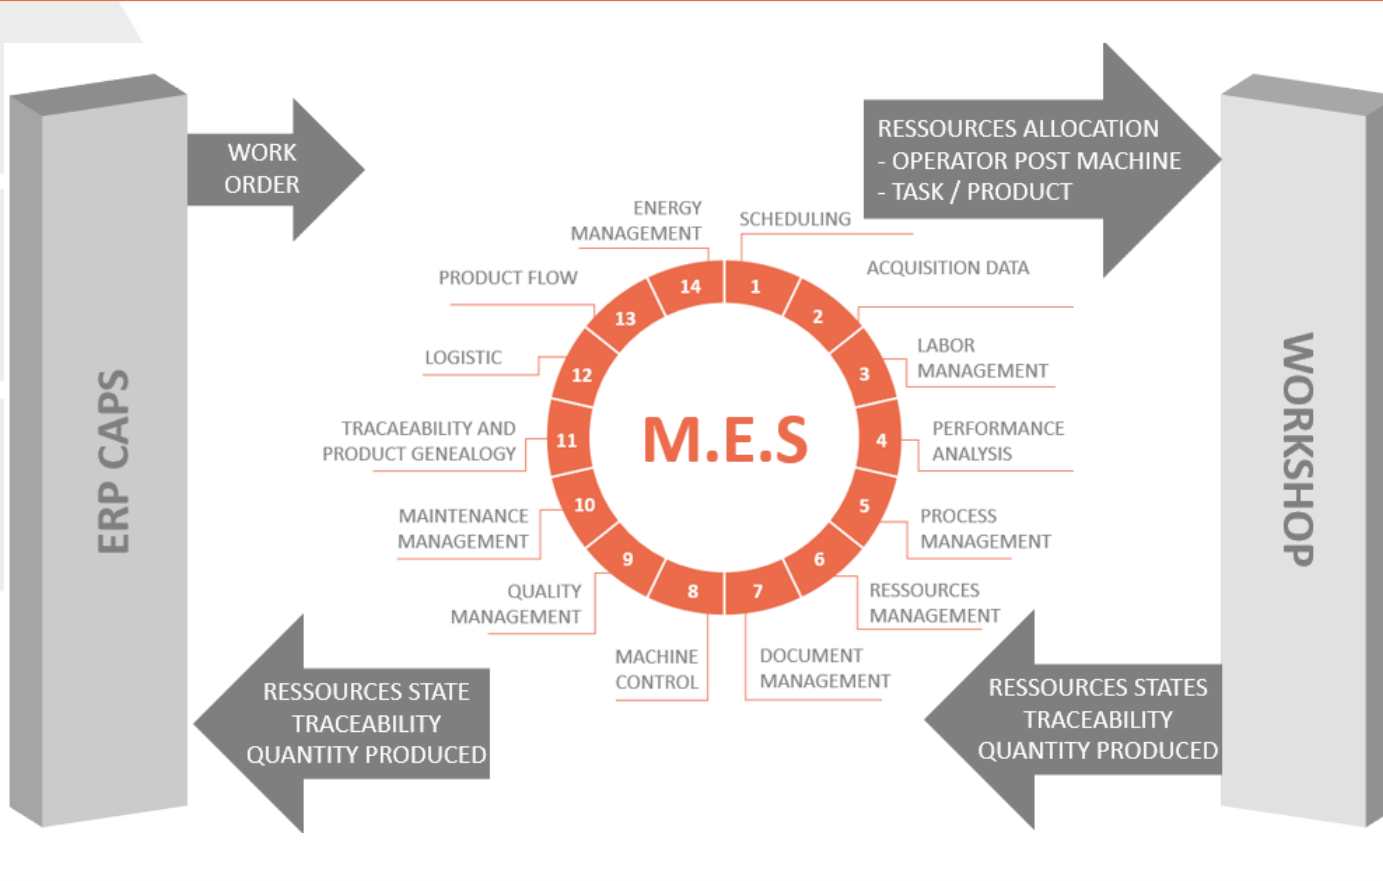 WORK
ORDER
RESSOURCES ALLOCATION
- OPERATOR POST MACHINE
- TASK / PRODUCT
ERP CAPS
WORKSHOP
M.E.S
1
SCHEDULING
2
ACQUISITION DATA
3
LABOR
MANAGEMENT
4
PERFORMANCE
ANALYSIS
5
PROCESS
MANAGEMENT
6
RESSOURCES
MANAGEMENT
7
DOCUMENT
MANAGEMENT
8
MACHINE
CONTROL
9
QUALITY
MANAGEMENT
10
MAINTENANCE
MANAGEMENT
11
TRACAEABILITY AND
PRODUCT GENEALOGY
12
LOGISTIC
13
PRODUCT FLOW
14
ENERGY
MANAGEMENT
RESSOURCES STATE
TRACEABILITY
QUANTITY PRODUCED
RESSOURCES STATES
TRACEABILITY
QUANTITY PRODUCED